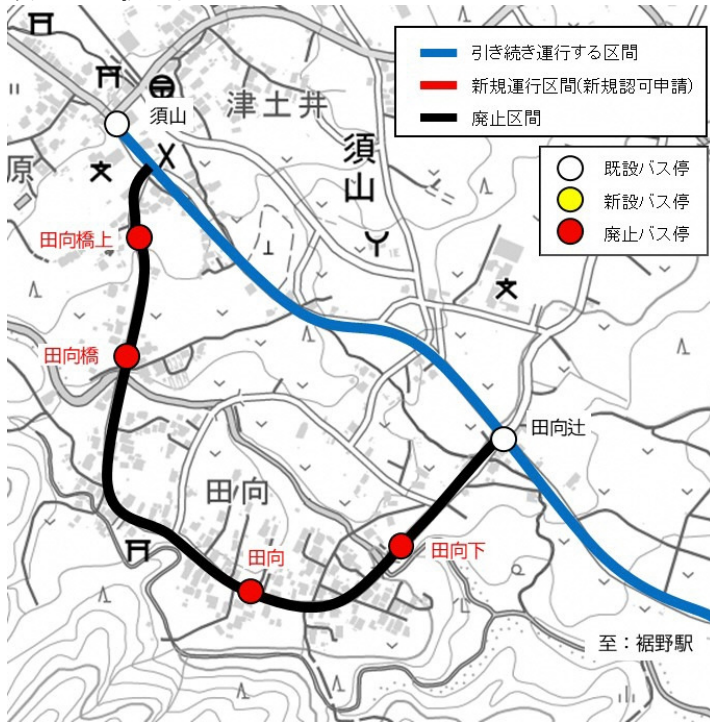 引き続き運行する区間
新規運行区間(新規認可申請)
廃止区間
既設バス停
新設バス停
廃止バス停
須山
津土井
須山
原
田向橋上
田向橋
田向辻
田向
田向
田向下
至：裾野駅